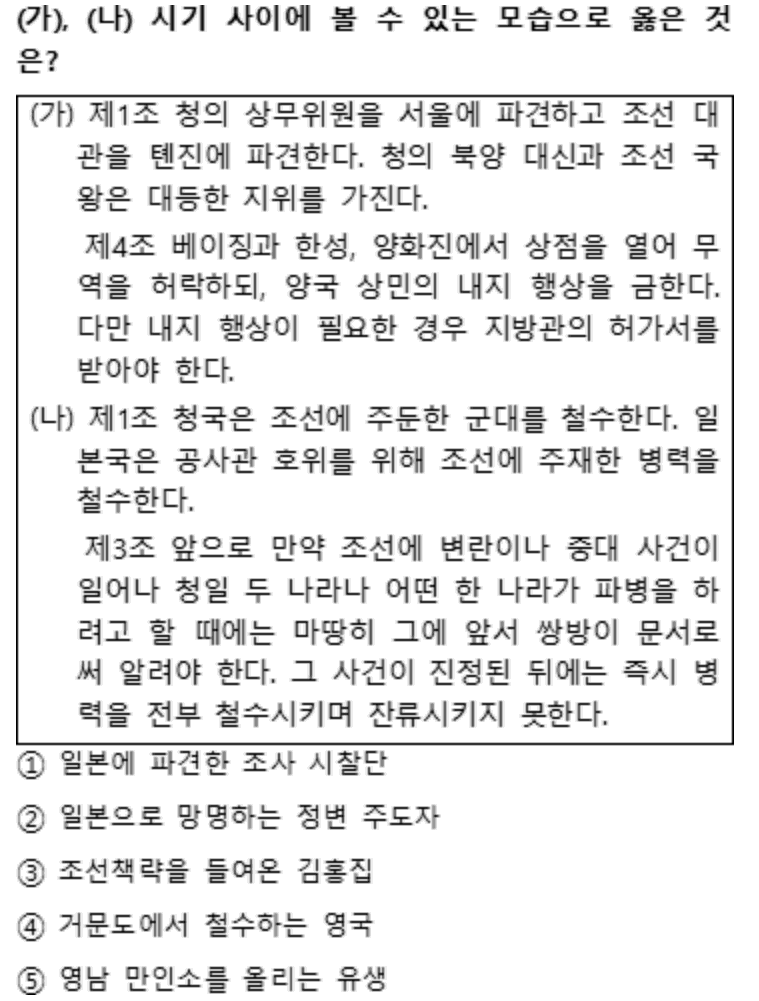 (가), (나) 시기 사이에 볼 수 있는 모습으로 옳은 것
은?
(가) 제1조 청의 상무위원을 서울에 파견하고 조선 대
관을 톈진에 파견한다. 청의 북양 대신과 조선 국
왕은 대등한 지위를 가진다.
제4조 베이징과 한성, 양화진에서 상점을 열어 무
역을 허락하되, 양국 상민의 내지 행상을 금한다.
다만 내지 행상이 필요한 경우 지방관의 허가서를
받아야 한다.
(나) 제1조 청국은 조선에 주둔한 군대를 철수한다. 일
본국은 공사관 호위를 위해 조선에 주재한 병력을
철수한다.
제3조 앞으로 만약 조선에 변란이나 중대 사건이
일어나 청일 두 나라나 어떤 한 나라가 파병을 하
려고 할 때에는 마땅히 그에 앞서 쌍방이 문서로
써 알려야 한다. 그 사건이 진정된 뒤에는 즉시 병
력을 전부 철수시키며 잔류시키지 못한다.
① 일본에 파견한 조사 시찰단
② 일본으로 망명하는 정변 주도자
③ 조선책략을 들여온 김홍집
④ 거문도에서 철수하는 영국
⑤ 영남 만인소를 올리는 유생